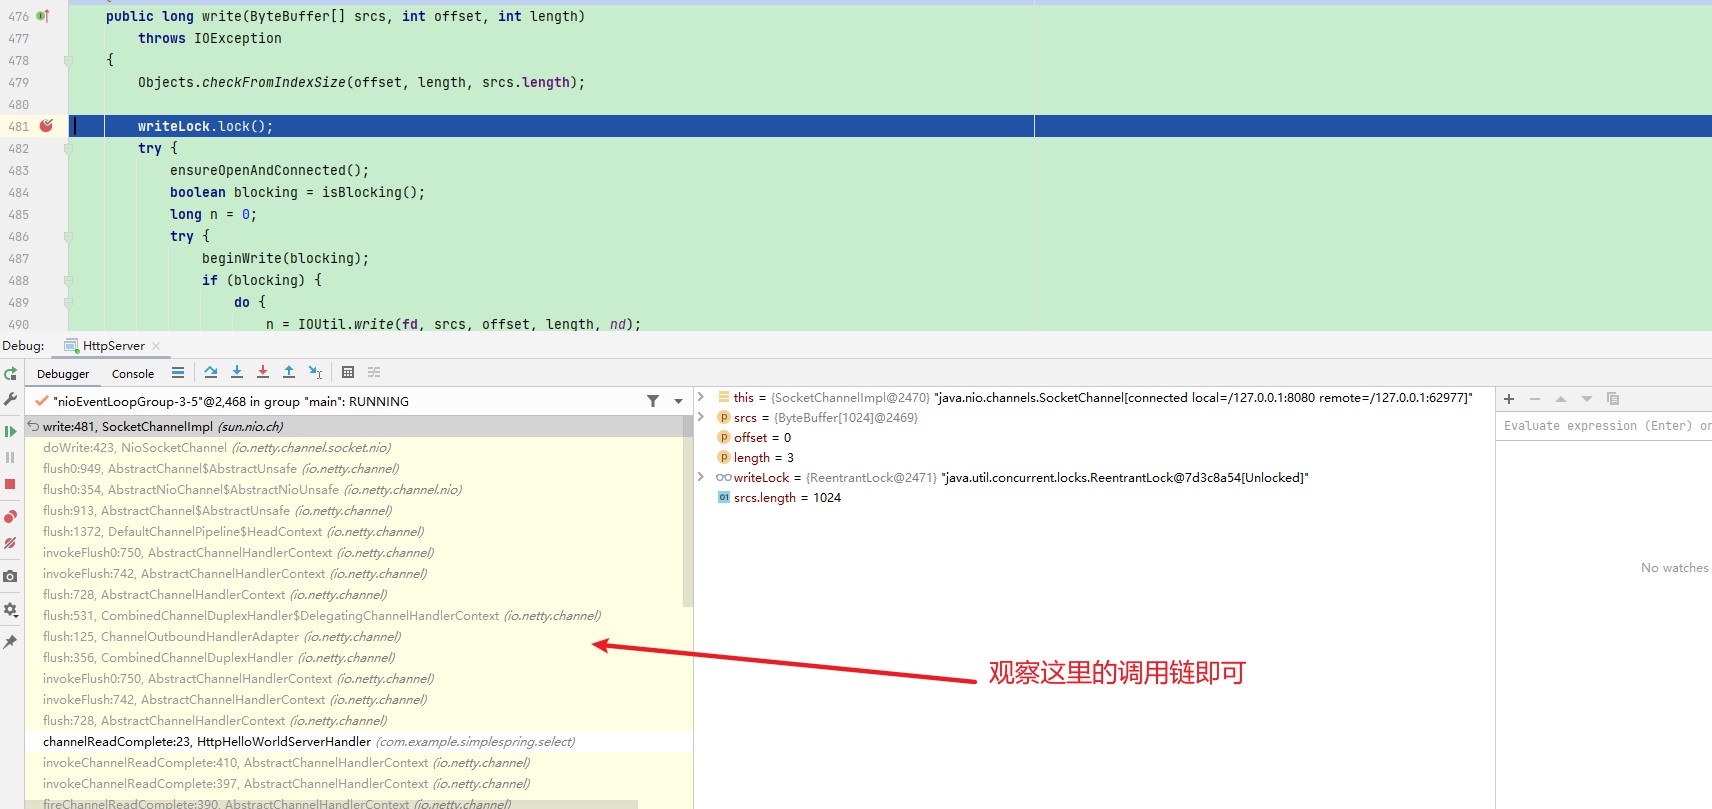 476 public long write(ByteBuffer[] srcs, int offset, int length)
477 throws IOException
478 {
479 Objects.checkFromIndexSize(offset, length, srcs.length);
480
481 writeLock.lock();
482 try {
483 ensureOpenAndConnected();
484 boolean blocking = isBlocking();
485 long n = 0;
486 try {
487 beginWrite(blocking);
488 if (blocking) {
489 do {
490 n = IOUtil.write(fd, srcs, offset, length, nd);
Debug: HttpServer
Debugger Console
"nioEventLoopGroup-3-5"@2,468 in group "main": RUNNING
write:481, SocketChannelImpl (sun.nio.ch)
doWrite:423, NioSocketChannel (io.netty.channel.socket.nio)
flush0:949, AbstractChannel$AbstractUnsafe (io.netty.channel)
flush0:354, AbstractNioChannel$AbstractNioUnsafe (io.netty.channel.nio)
flush:913, AbstractChannel$AbstractUnsafe (io.netty.channel)
flush:1372, DefaultChannelPipeline$HeadContext (io.netty.channel)
invokeFlush0:750, AbstractChannelHandlerContext (io.netty.channel)
invokeFlush:742, AbstractChannelHandlerContext (io.netty.channel)
flush:728, AbstractChannelHandlerContext (io.netty.channel)
flush:531, CombinedChannelDuplexHandler$DelegatingChannelHandlerContext (io.netty.channel)
flush:125, ChannelOutboundHandlerAdapter (io.netty.channel)
flush:356, CombinedChannelDuplexHandler (io.netty.channel)
invokeFlush0:750, AbstractChannelHandlerContext (io.netty.channel)
invokeFlush:742, AbstractChannelHandlerContext (io.netty.channel)
flush:728, AbstractChannelHandlerContext (io.netty.channel)
channelReadComplete:23, HttpHelloWorldServerHandler (com.example.simplespring.select)
invokeChannelReadComplete:410, AbstractChannelHandlerContext (io.netty.channel)
invokeChannelReadComplete:397, AbstractChannelHandlerContext (io.netty.channel)
fireChannelReadComplete:390, AbstractChannelHandlerContext (io.netty.channel)
this = {SocketChannelImpl@2470} "java.nio.channels.SocketChannel[connected local=/127.0.0.1:8080 remote=/127.0.0.1:62977]"
srcs = {ByteBuffer[1024]@2469}
offset = 0
length = 3
writeLock = {ReentrantLock@2471} "java.util.concurrent.locks.ReentrantLock@7d3c8a54[Unlocked]"
srcs.length = 1024
观察这里的调用链即可
Evaluate expression (Enter) or
No watches